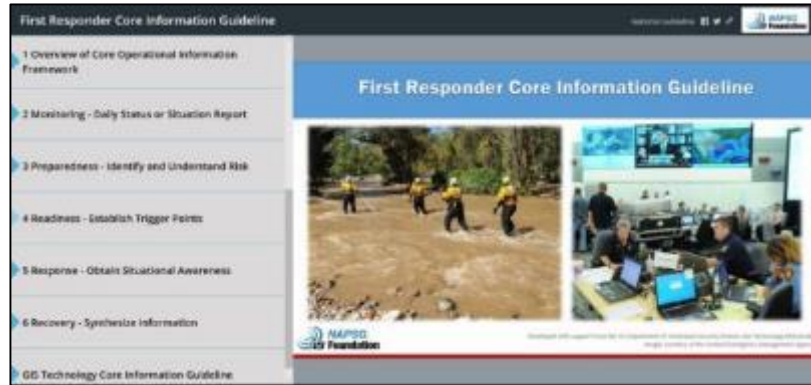 First Responder Core Information Guideline
NAPSG
Foundation
1 Overview of Core Operational Information
Framework
2 Monitoring - Daily Status or Situation Report
3 Preparedness - Identify and Understand Risk
4 Readiness - Establish Trigger Points
5 Response - Obtain Situational Awareness
6 Recovery - Synthesize Information
GIS Technology Core Information Guideline
First Responder Core Information Guideline
NAPSG
Foundation